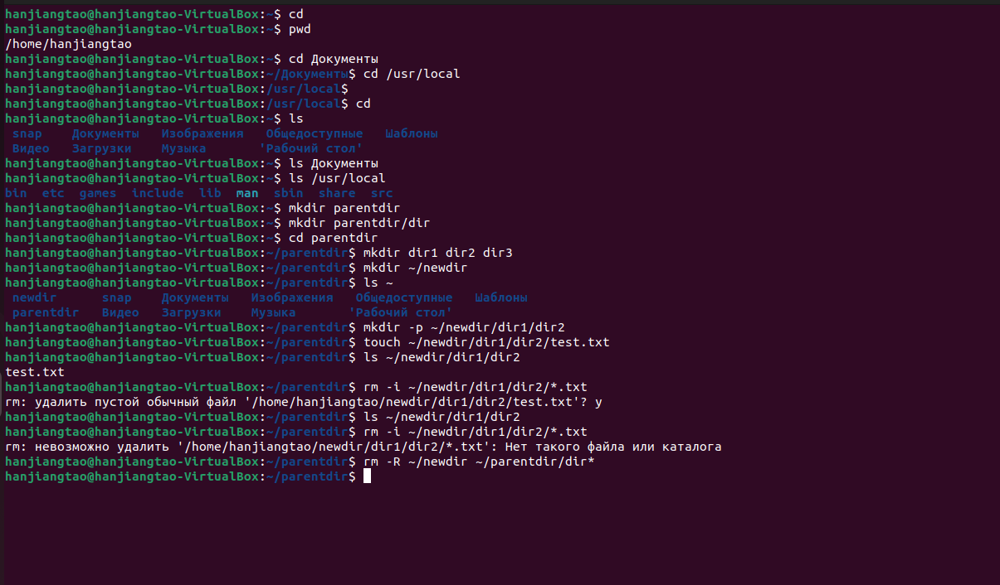 hanjiangtao@hanjiangtao-VirtualBox:~$ cd
hanjiangtao@hanjiangtao-VirtualBox:~$ pwd
/home/hanjiangtao
hanjiangtao@hanjiangtao-VirtualBox:~$ cd Документы
hanjiangtao@hanjiangtao-VirtualBox:~/Документы$ cd /usr/local
hanjiangtao@hanjiangtao-VirtualBox:/usr/local$
hanjiangtao@hanjiangtao-VirtualBox:/usr/local$ cd
hanjiangtao@hanjiangtao-VirtualBox:~$ ls
snap Документы Изображения Общедоступные Шаблоны
Видео Загрузки Музыка 'Рабочий стол'
hanjiangtao@hanjiangtao-VirtualBox:~$ ls Документы
hanjiangtao@hanjiangtao-VirtualBox:~$ ls /usr/local
bin etc games include lib man sbin share src
hanjiangtao@hanjiangtao-VirtualBox:~$ mkdir parentdir
hanjiangtao@hanjiangtao-VirtualBox:~$ mkdir parentdir/dir
hanjiangtao@hanjiangtao-VirtualBox:~$ cd parentdir
hanjiangtao@hanjiangtao-VirtualBox:~/parentdir$ mkdir dir1 dir2 dir3
hanjiangtao@hanjiangtao-VirtualBox:~/parentdir$ mkdir ~/newdir
hanjiangtao@hanjiangtao-VirtualBox:~/parentdir$ ls ~
newdir snap Документы Изображения Общедоступные Шаблоны
parentdir Видео Загрузки Музыка 'Рабочий стол'
hanjiangtao@hanjiangtao-VirtualBox:~/parentdir$ mkdir -p ~/newdir/dir1/dir2
hanjiangtao@hanjiangtao-VirtualBox:~/parentdir$ touch ~/newdir/dir1/dir2/test.txt
hanjiangtao@hanjiangtao-VirtualBox:~/parentdir$ ls ~/newdir/dir1/dir2
test.txt
hanjiangtao@hanjiangtao-VirtualBox:~/parentdir$ rm -i ~/newdir/dir1/dir2/*.txt
rm: удалить пустой обычный файл '/home/hanjiangtao/newdir/dir1/dir2/test.txt'? y
hanjiangtao@hanjiangtao-VirtualBox:~/parentdir$ ls ~/newdir/dir1/dir2
hanjiangtao@hanjiangtao-VirtualBox:~/parentdir$ rm -i ~/newdir/dir1/dir2/*.txt
rm: невозможно удалить '/home/hanjiangtao/newdir/dir1/dir2/*.txt': Нет такого файла или каталога
hanjiangtao@hanjiangtao-VirtualBox:~/parentdir$ rm -R ~/newdir ~/parentdir/dir*
hanjiangtao@hanjiangtao-VirtualBox:~/parentdir$